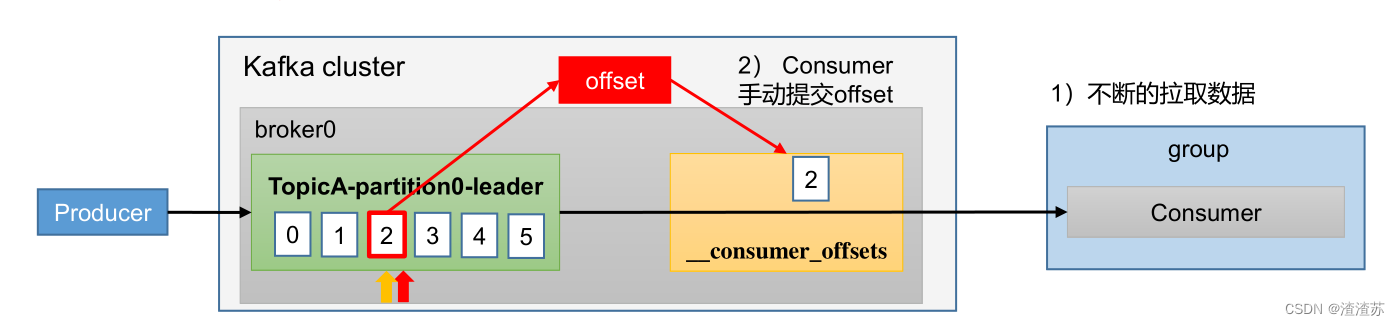 Kafka cluster
offset
2） Consumer
手动提交offset
1）不断的拉取数据
broker0
group
TopicA-partition0-leader
2
Producer
Consumer
0 1 2 3 4 5
__consumer_offsets
CSDN @渣渣苏